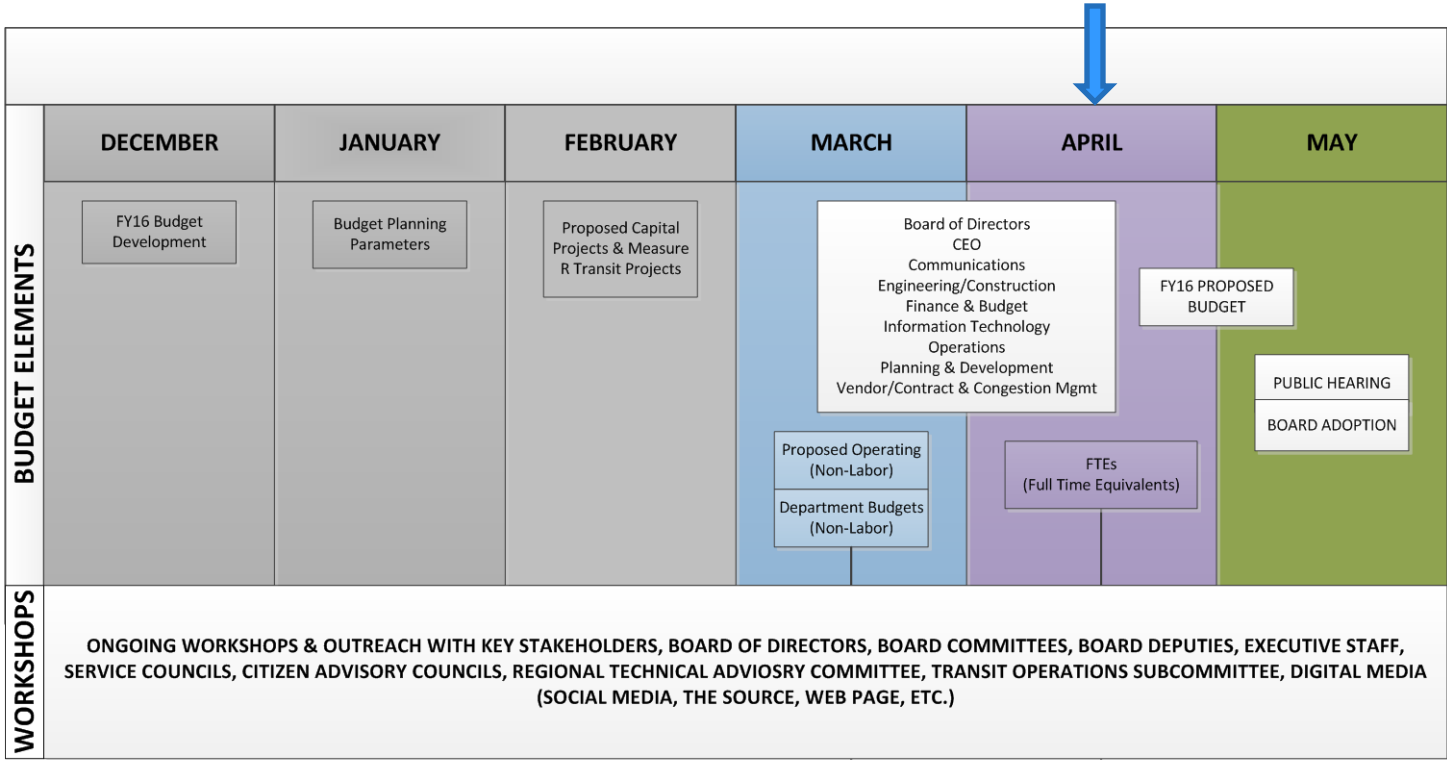 DECEMBER
JANUARY
FEBRUARY
MARCH
APRIL
MAY
BUDGET ELEMENTS
FY16 Budget
Development
Budget Planning
Parameters
Proposed Capital
Projects & Measure
R Transit Projects
Board of Directors
CEO
Communications
Engineering/Construction
Finance & Budget
Information Technology
Operations
Planning & Development
Vendor/Contract & Congestion Mgmt
Proposed Operating
(Non-Labor)
Department Budgets
(Non-Labor)
FTEs
(Full Time Equivalents)
FY16 PROPOSED
BUDGET
PUBLIC HEARING
BOARD ADOPTION
WORKSHOPS
ONGOING WORKSHOPS & OUTREACH WITH KEY STAKEHOLDERS, BOARD OF DIRECTORS, BOARD COMMITTEES, BOARD DEPUTIES, EXECUTIVE STAFF,
SERVICE COUNCILS, CITIZEN ADVISORY COUNCILS, REGIONAL TECHNICAL ADVIOSRY COMMITTEE, TRANSIT OPERATIONS SUBCOMMITTEE, DIGITAL MEDIA
(SOCIAL MEDIA, THE SOURCE, WEB PAGE, ETC.)